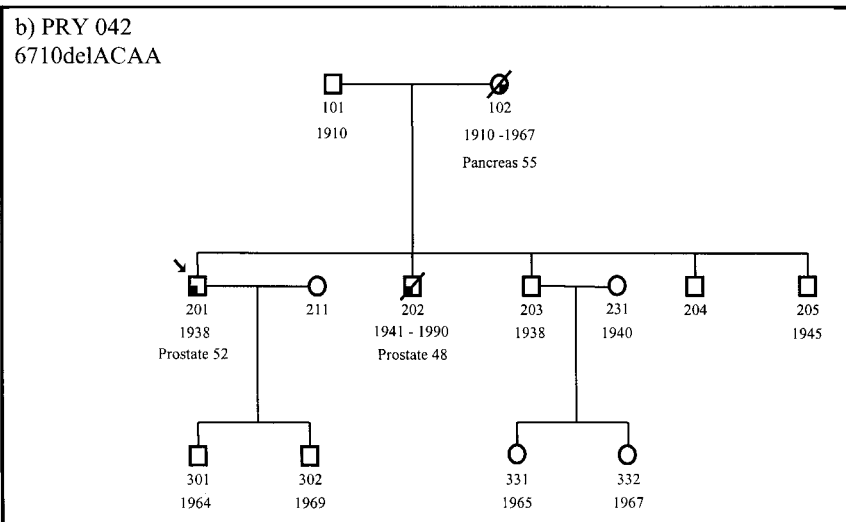 b) PRY 042
6710delACAA
101 102
1910 1910 -1967
Pancreas 55
201 211 202 203 231 204 205
1938 1941 - 1990 1938 1940 1945
Prostate 52 Prostate 48
301 302 331 332
1964 1969 1965 1967